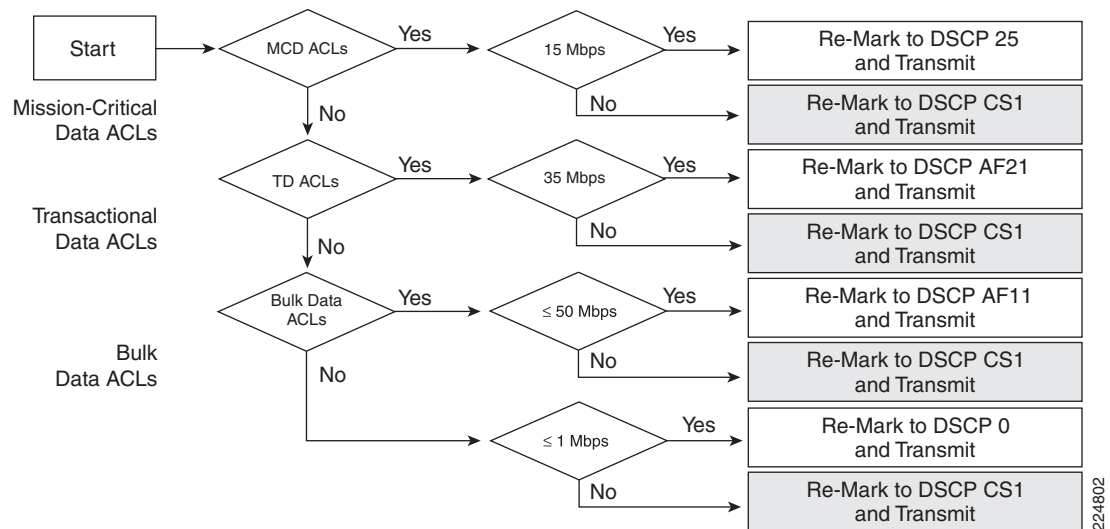 Start
MCD ACLs
Yes
15 Mbps
Yes
Re-Mark to DSCP 25
and Transmit
No
Re-Mark to DSCP CS1
and Transmit
Mission-Critical
Data ACLs
No
TD ACLs
Yes
35 Mbps
Yes
Re-Mark to DSCP AF21
and Transmit
No
Re-Mark to DSCP CS1
and Transmit
Transactional
Data ACLs
No
Bulk Data
ACLs
Yes
≤ 50 Mbps
Yes
Re-Mark to DSCP AF11
and Transmit
No
Re-Mark to DSCP CS1
and Transmit
Bulk
Data ACLs
No
≤ 1 Mbps
Yes
Re-Mark to DSCP 0
and Transmit
No
Re-Mark to DSCP CS1
and Transmit
224802